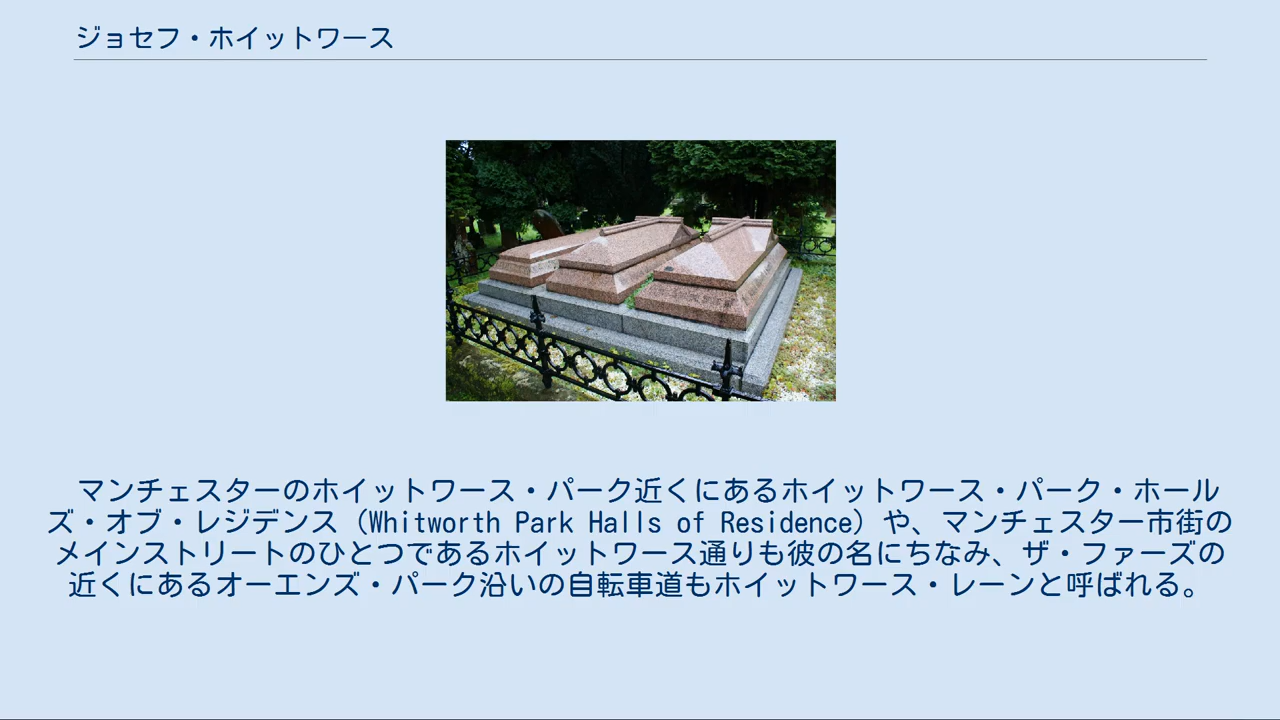 ジョセフ・ホイットワース
マンチェスターのホイットワース・パーク近くにあるホイットワース・パーク・ホール
ズ・オブ・レジデンス（Whitworth Park Halls of Residence）や、マンチェスター市街の
メインストリートのひとつであるホイットワース通りも彼の名にちなみ、ザ・ファーズの
近くにあるオーエンズ・パーク沿いの自転車道もホイットワース・レーンと呼ばれる。